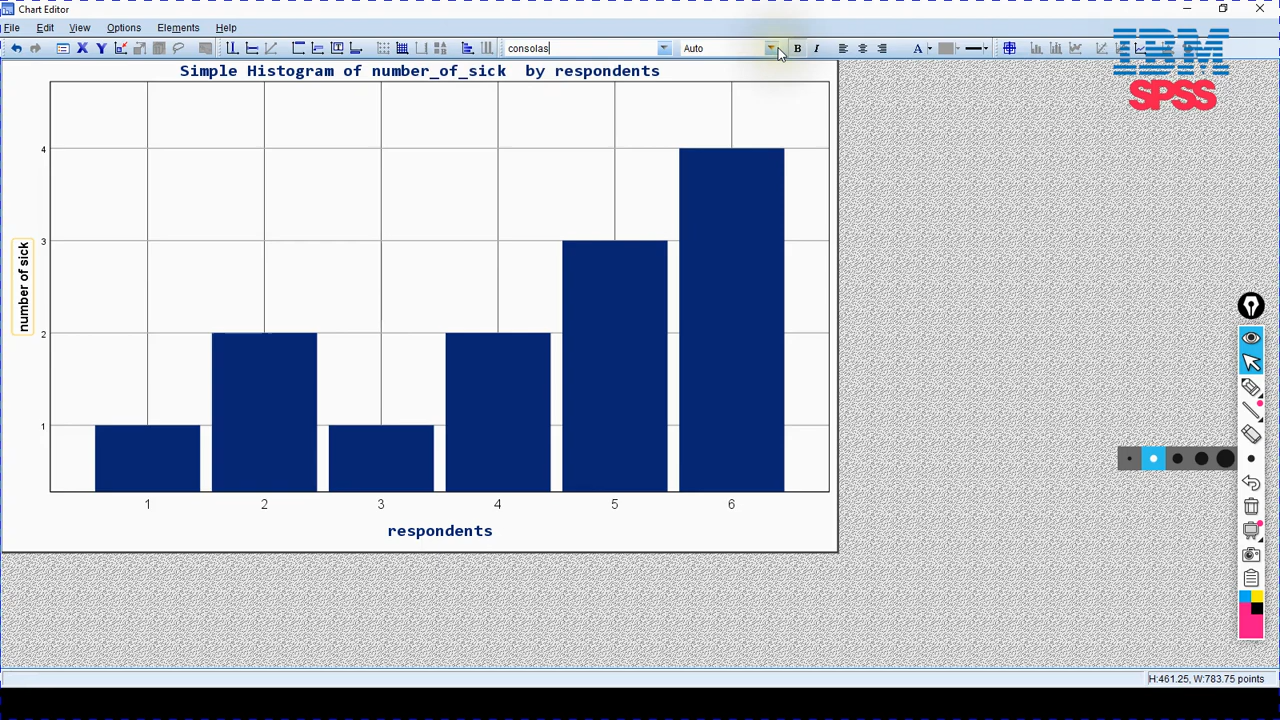 Chart Editor
File Edit View Options Elements Help
X Y consolas Auto B I A
IBM
SPSS
Simple Histogram of number_of_sick by respondents
4
3
2
1
number of sick
1 2 3 4 5 6
respondents
H:461.25, W:783.75 points